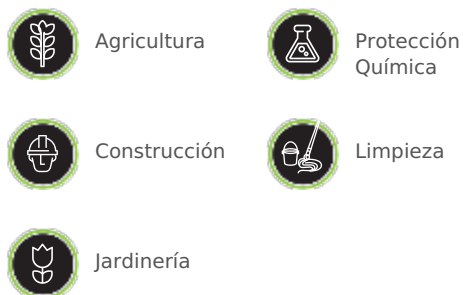 Agricultura
Protección
Química
Construcción
Limpieza
Jardinería